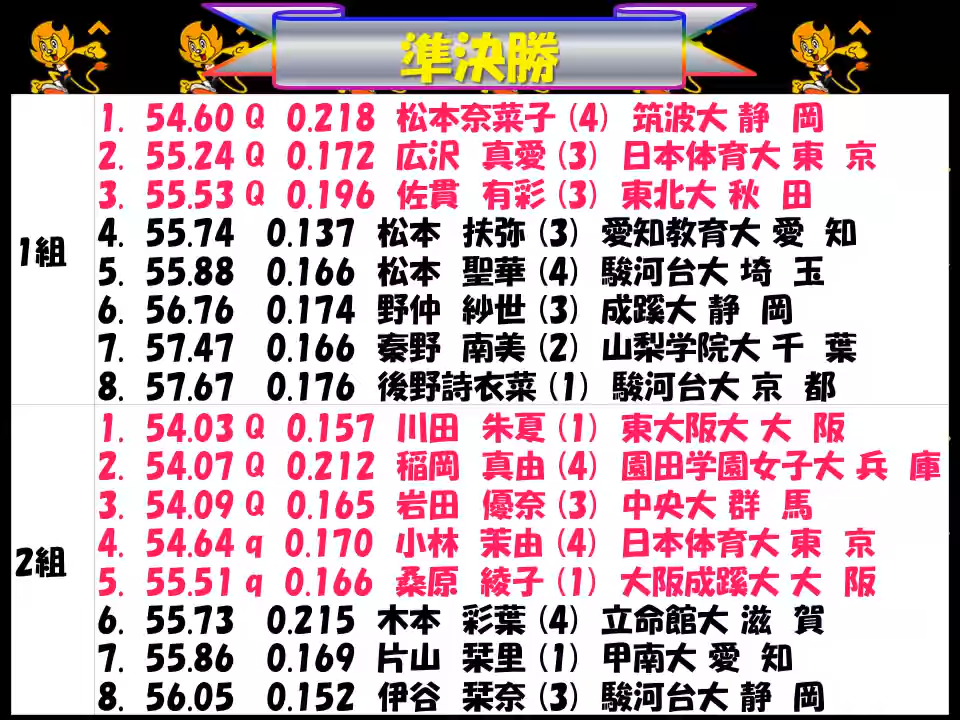 準決勝
1組
1. 54.60 Q 0.218 松本奈菜子 (4) 筑波大 静 岡
2. 55.24 Q 0.172 広沢 真愛 (3) 日本体育大 東 京
3. 55.53 Q 0.196 佐貫 有彩 (3) 東北大 秋 田
4. 55.74 0.137 松本 扶弥 (3) 愛知教育大 愛 知
5. 55.88 0.166 松本 聖華 (4) 駿河台大 埼 玉
6. 56.76 0.174 野仲 紗世 (3) 成蹊大 静 岡
7. 57.47 0.166 秦野 南美 (2) 山梨学院大 千 葉
8. 57.67 0.176 後野詩衣菜 (1) 駿河台大 京 都
2組
1. 54.03 Q 0.157 川田 朱夏 (1) 東大阪大 大 阪
2. 54.07 Q 0.212 稲岡 真由 (4) 園田学園女子大 兵 庫
3. 54.09 Q 0.165 岩田 優奈 (3) 中央大 群 馬
4. 54.64 q 0.170 小林 茉由 (4) 日本体育大 東 京
5. 55.51 q 0.166 桑原 綾子 (1) 大阪成蹊大 大 阪
6. 55.73 0.215 木本 彩葉 (4) 立命館大 滋 賀
7. 55.86 0.169 片山 栞里 (1) 甲南大 愛 知
8. 56.05 0.152 伊谷 栞奈 (3) 駿河台大 静 岡